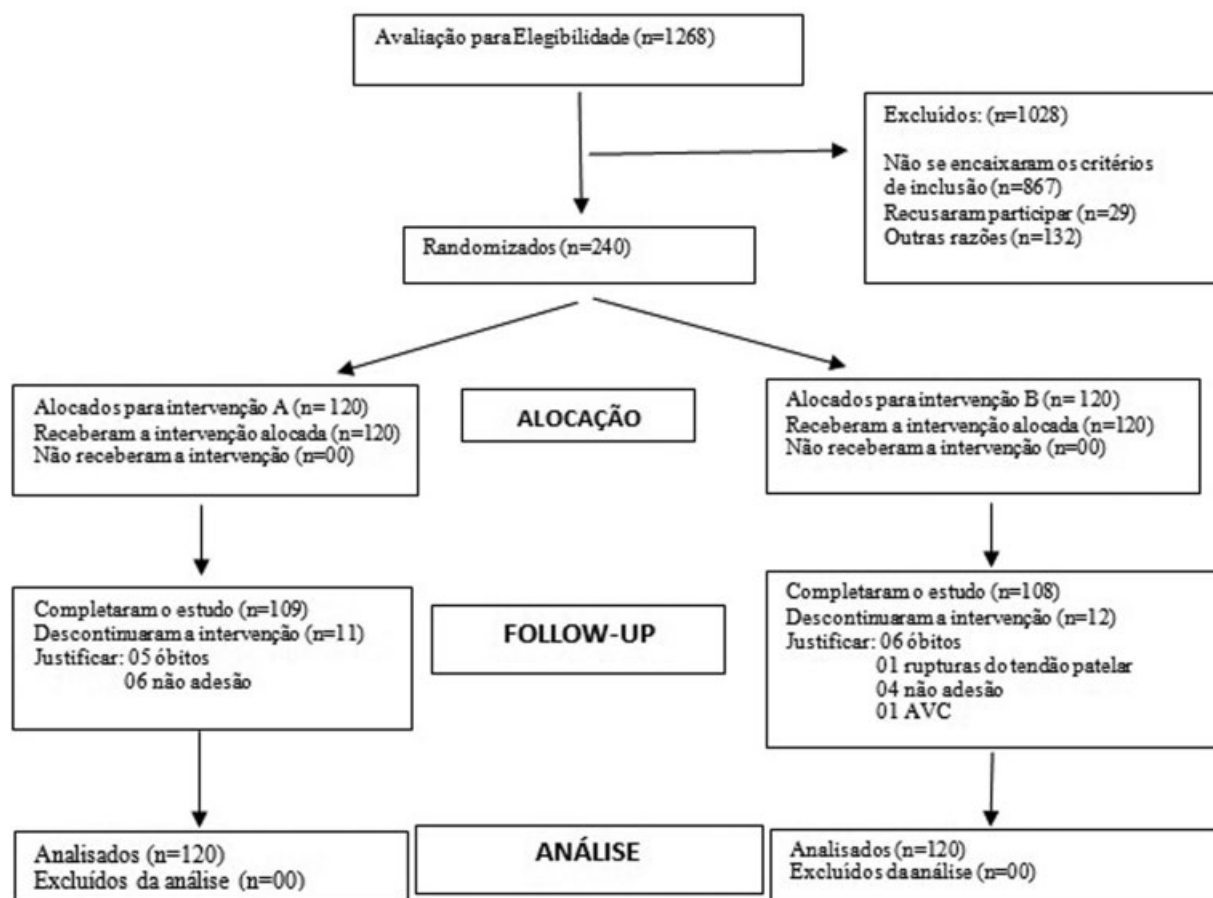 Avaliação para Elegibilidade (n=1268)
Excluídos: (n=1028)
Não se encaixaram os critérios
de inclusão (n=867)
Recusaram participar (n=29)
Outras razões (n=132)
Randomizados (n=240)
Alocados para intervenção A (n= 120)
Receberam a intervenção alocada (n=120)
Não receberam a intervenção (n=00)
ALOCAÇÃO
Alocados para intervenção B (n= 120)
Receberam a intervenção alocada (n=120)
Não receberam a intervenção (n=00)
Completaram o estudo (n=109)
Descontinuaram a intervenção (n=11)
Justificar: 05 óbitos
06 não adesão
FOLLOW-UP
Completaram o estudo (n=108)
Descontinuaram a intervenção (n=12)
Justificar: 06 óbitos
01 rupturas do tendão patelar
04 não adesão
01 AVC
Analisados (n=120)
Excluídos da análise (n=00)
ANÁLISE
Analisados (n=120)
Excluídos da análise (n=00)